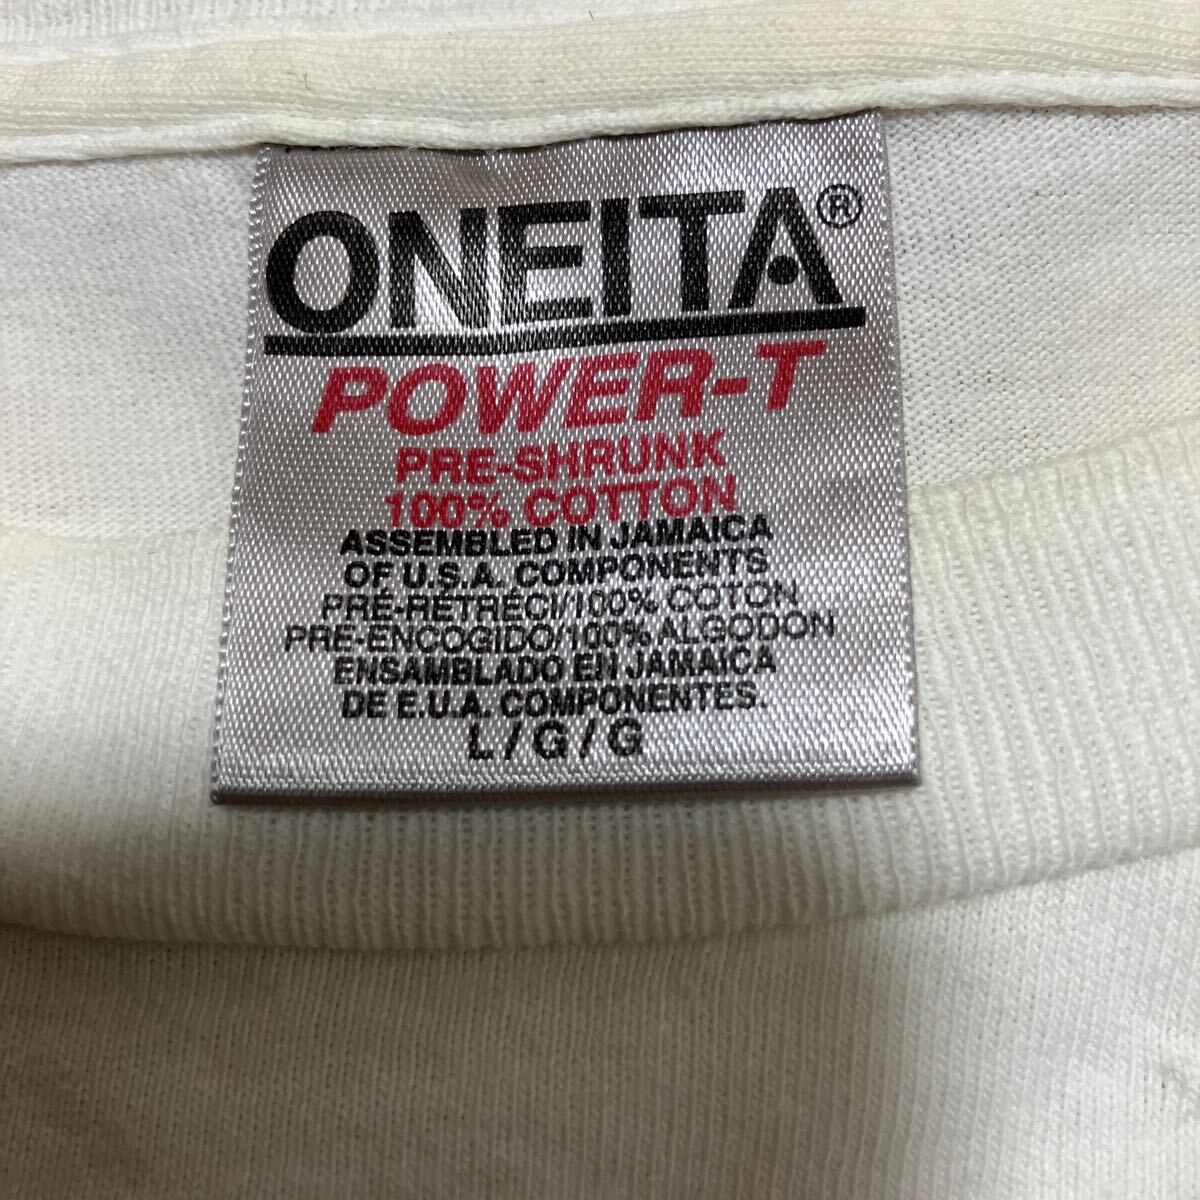 ONEITA®
POWER-T
PRE-SHRUNK
100% COTTON
ASSEMBLED IN JAMAICA
OF U.S.A. COMPONENTS
PRÉ-RÉTRÉCI/100% COTON
PRE-ENCOGIDO/100% ALGODON
ENSAMBLADO EN JAMAICA
DE E.U.A. COMPONENTES.
L/G/G